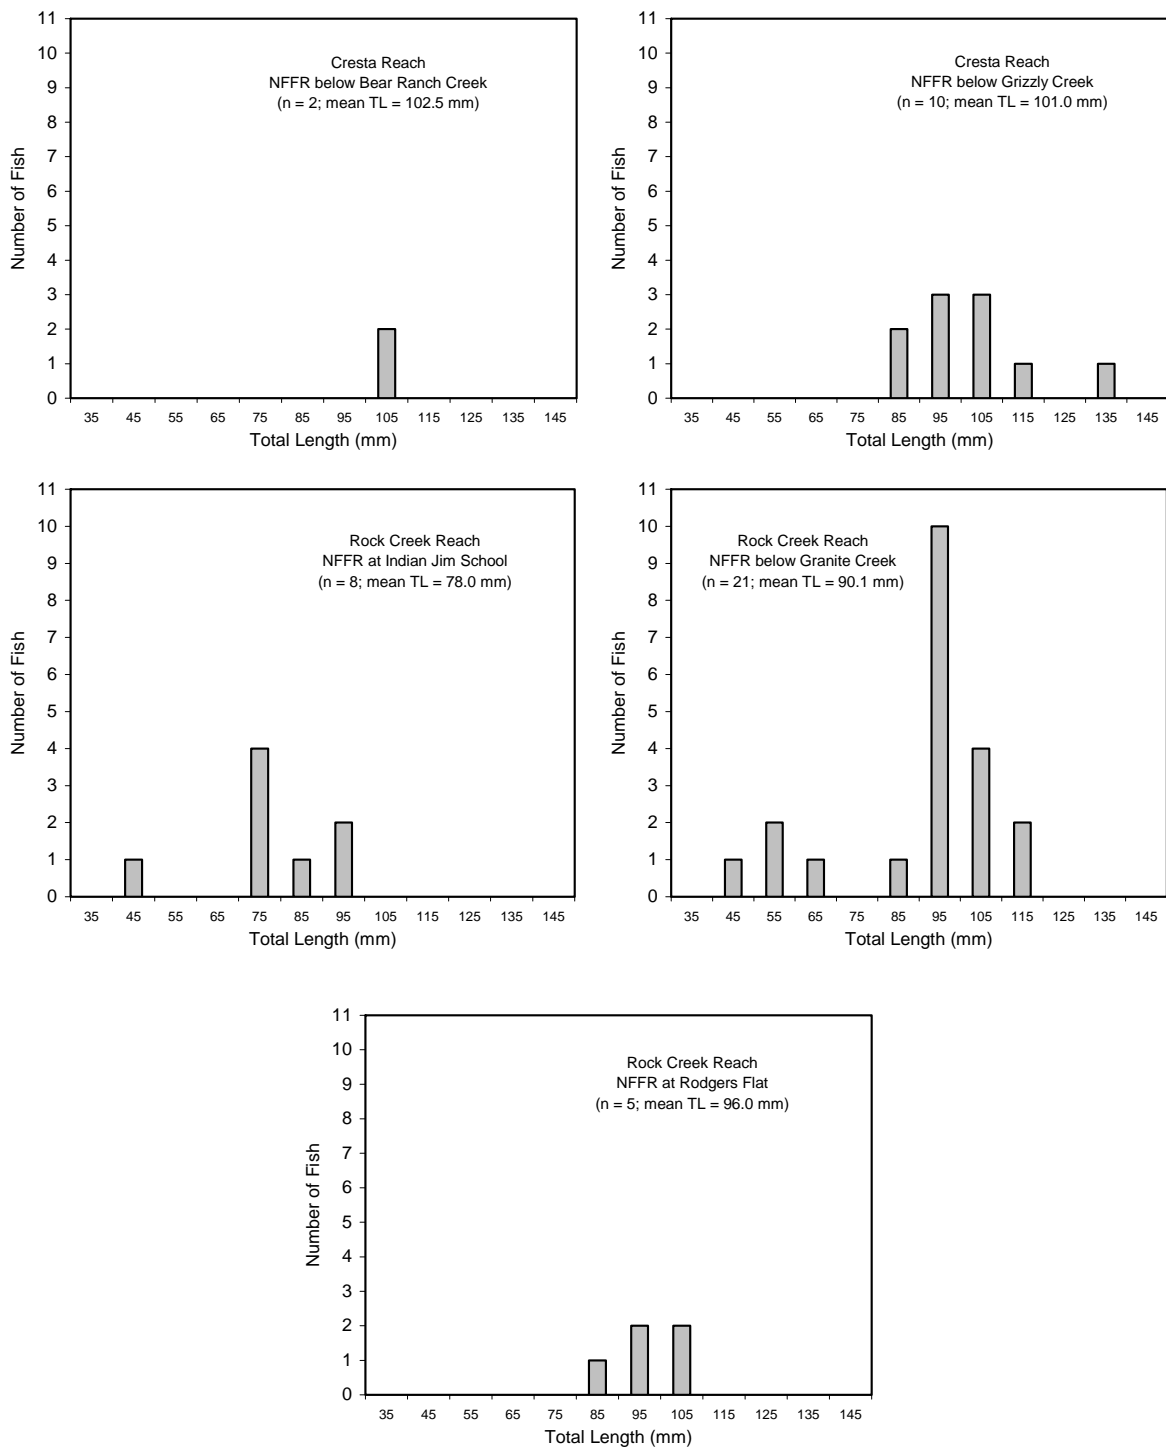 Cresta Reach
NFFR below Bear Ranch Creek
(n = 2; mean TL = 102.5 mm)
Number of Fish
11
10
9
8
7
6
5
4
3
2
1
0
35 45 55 65 75 85 95 105 115 125 135 145
Total Length (mm)
Cresta Reach
NFFR below Grizzly Creek
(n = 10; mean TL = 101.0 mm)
Number of Fish
11
10
9
8
7
6
5
4
3
2
1
0
35 45 55 65 75 85 95 105 115 125 135 145
Total Length (mm)
Rock Creek Reach
NFFR at Indian Jim School
(n = 8; mean TL = 78.0 mm)
Number of Fish
11
10
9
8
7
6
5
4
3
2
1
0
35 45 55 65 75 85 95 105 115 125 135 145
Total Length (mm)
Rock Creek Reach
NFFR below Granite Creek
(n = 21; mean TL = 90.1 mm)
Number of Fish
11
10
9
8
7
6
5
4
3
2
1
0
35 45 55 65 75 85 95 105 115 125 135 145
Total Length (mm)
Rock Creek Reach
NFFR at Rodgers Flat
(n = 5; mean TL = 96.0 mm)
Number of Fish
11
10
9
8
7
6
5
4
3
2
1
0
35 45 55 65 75 85 95 105 115 125 135 145
Total Length (mm)